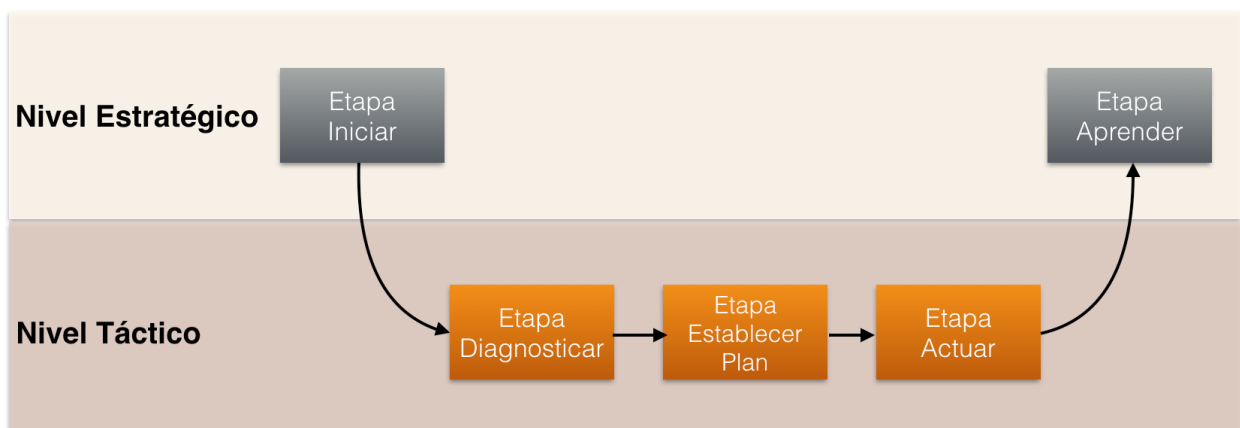 Nivel Estratégico
Etapa
Iniciar
Etapa
Aprender
Nivel Táctico
Etapa
Diagnosticar
Etapa
Establecer
Plan
Etapa
Actuar